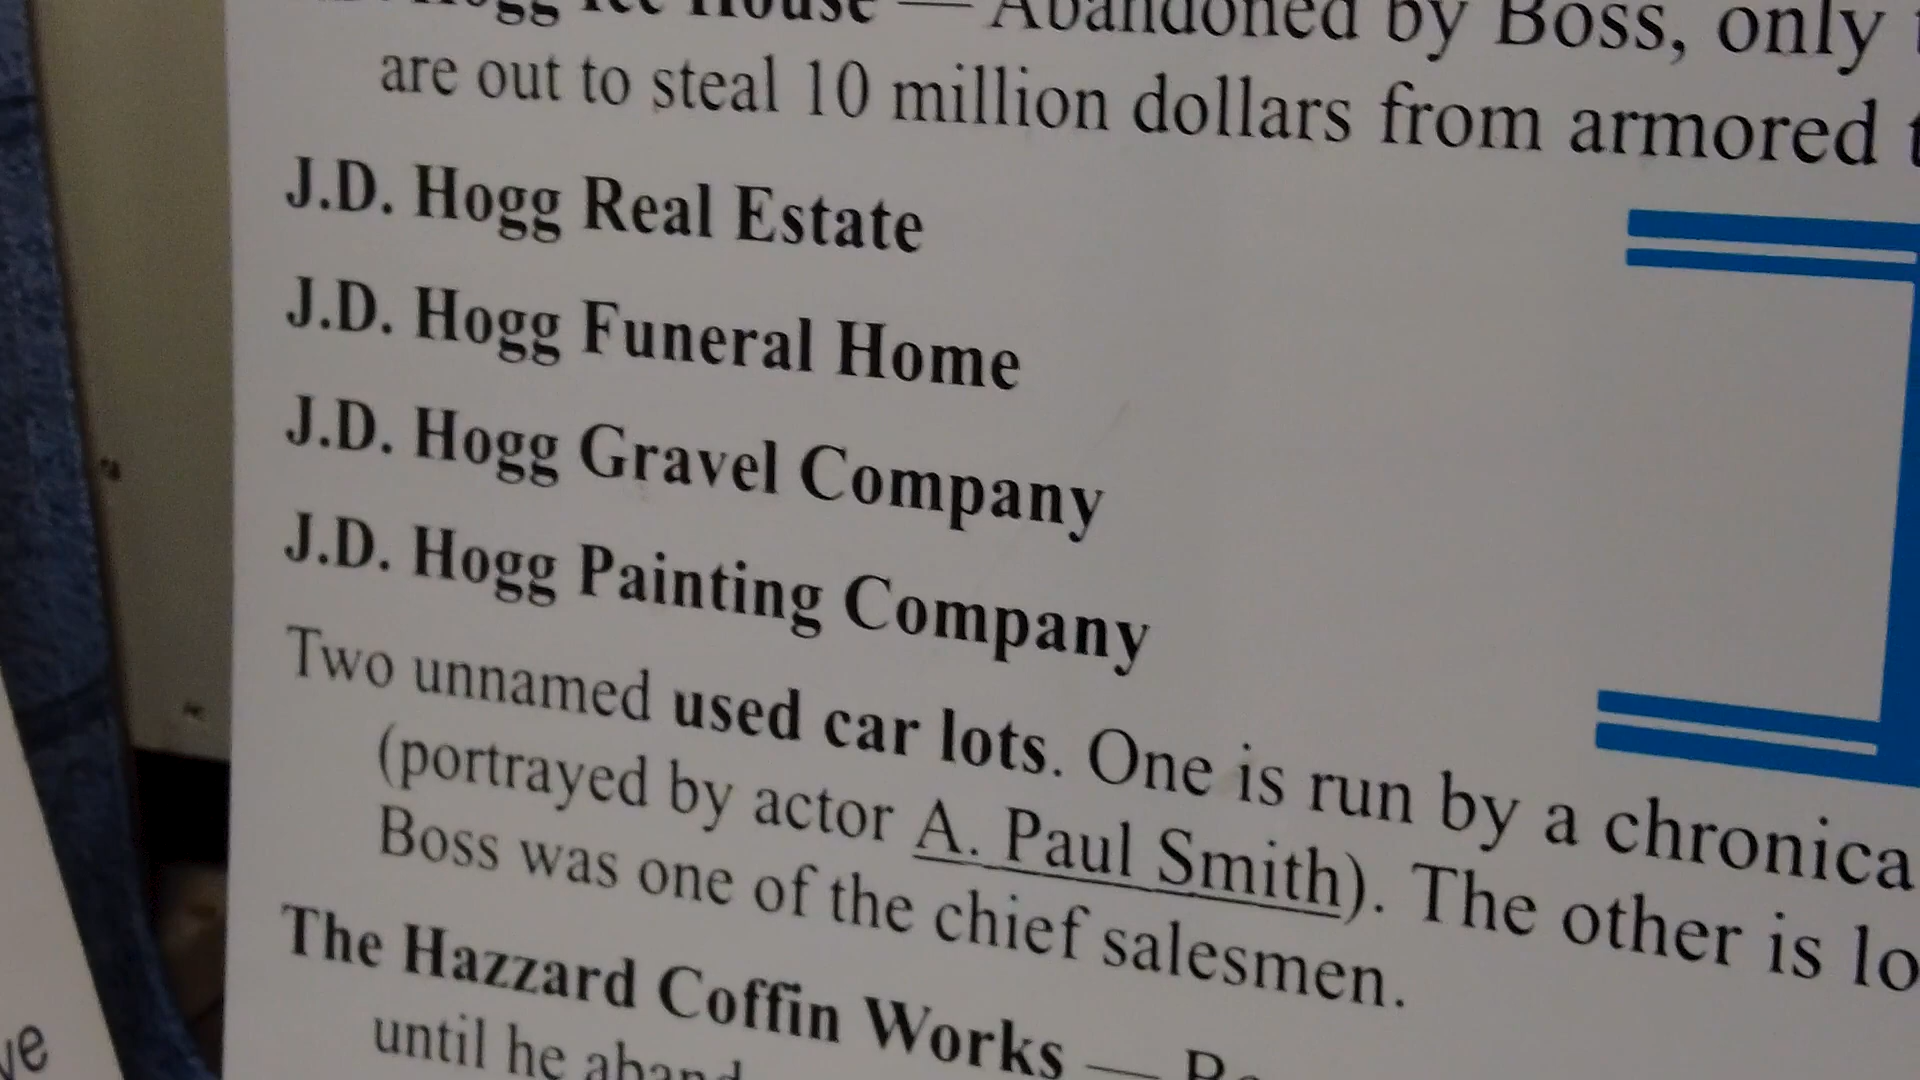 Hogg Ice House — Abandoned by Boss, only
are out to steal 10 million dollars from armored
J.D. Hogg Real Estate
J.D. Hogg Funeral Home
J.D. Hogg Gravel Company
J.D. Hogg Painting Company
Two unnamed used car lots. One is run by a chronica
(portrayed by actor A. Paul Smith). The other is lo
Boss was one of the chief salesmen.
The Hazzard Coffin Works —
until he